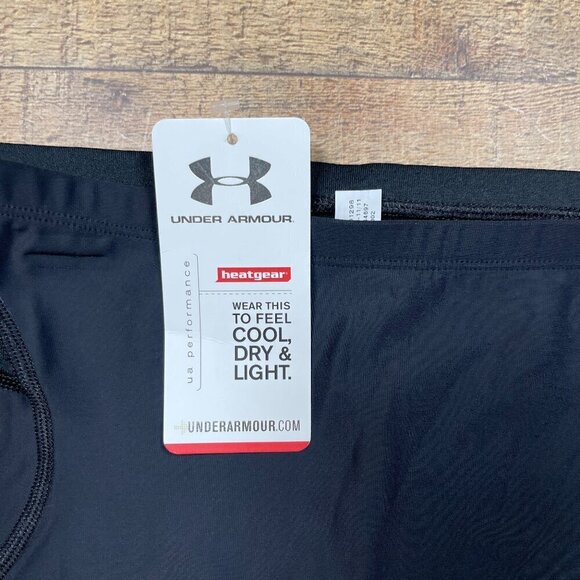 UNDER ARMOUR.
ua performance
heatgear
WEAR THIS
TO FEEL
COOL,
DRY &
LIGHT.
UNDERARMOUR.COM